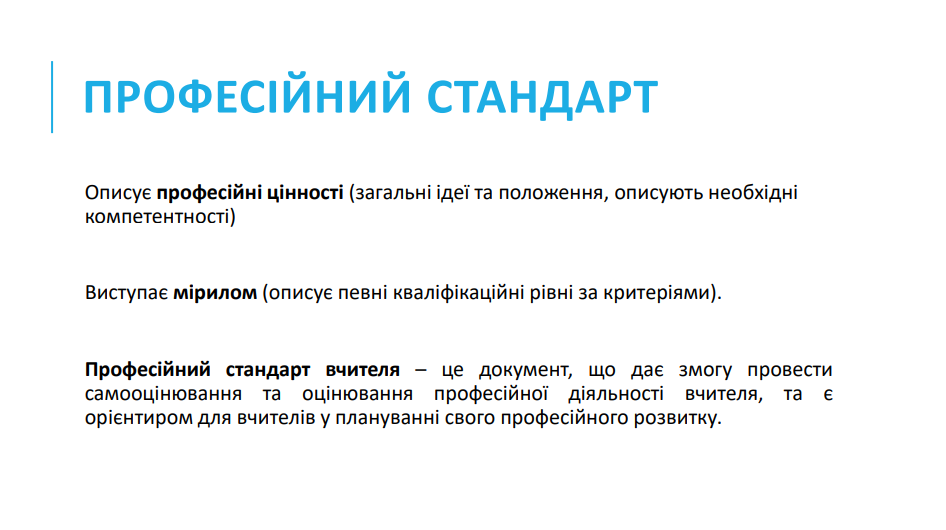 ПРОФЕСІЙНИЙ СТАНДАРТ
Описує професійні цінності (загальні ідеї та положення, описують необхідні
компетентності)
Виступає мірилом (описує певні кваліфікаційні рівні за критеріями).
Професійний стандарт вчителя – це документ, що дає змогу провести
самооцінювання та оцінювання професійної діяльності вчителя, та є
орієнтиром для вчителів у плануванні свого професійного розвитку.